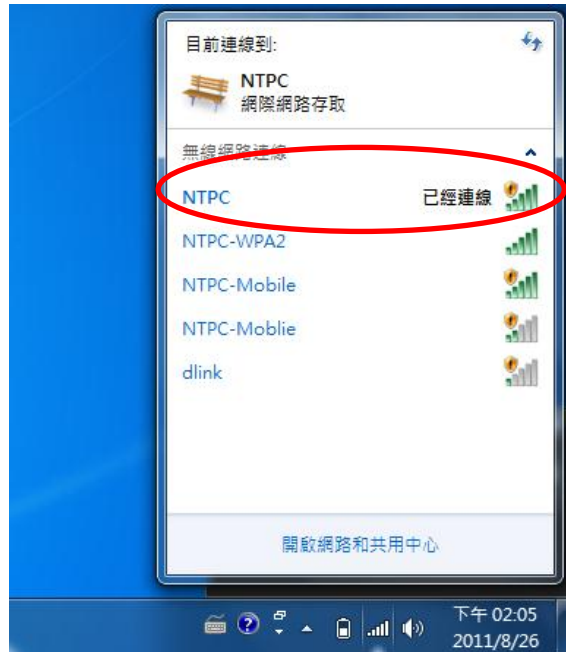 目前連線到:
NTPC
網際網路存取
無線網路連線
NTPC 已經連線
NTPC-WPA2
NTPC-Mobile
NTPC-Moblie
dlink
開啟網路和共用中心
下午 02:05
2011/8/26